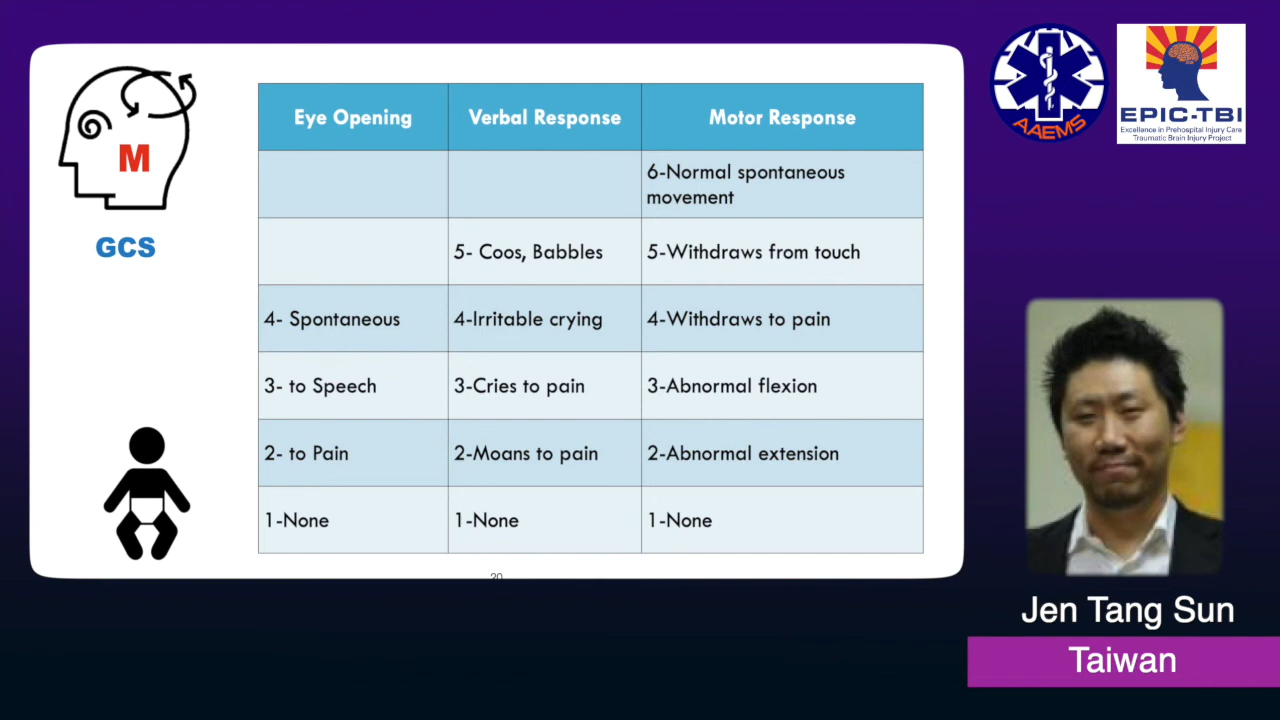 M
GCS
Eye Opening Verbal Response Motor Response
6-Normal spontaneous
movement
5- Coos, Babbles 5-Withdraws from touch
4- Spontaneous 4-Irritable crying 4-Withdraws to pain
3- to Speech 3-Cries to pain 3-Abnormal flexion
2- to Pain 2-Moans to pain 2-Abnormal extension
1-None 1-None 1-None
20
AAEMS
EPIC-TBI
Excellence in Prehospital Injury Care
Traumatic Brain Injury Project
Jen Tang Sun
Taiwan